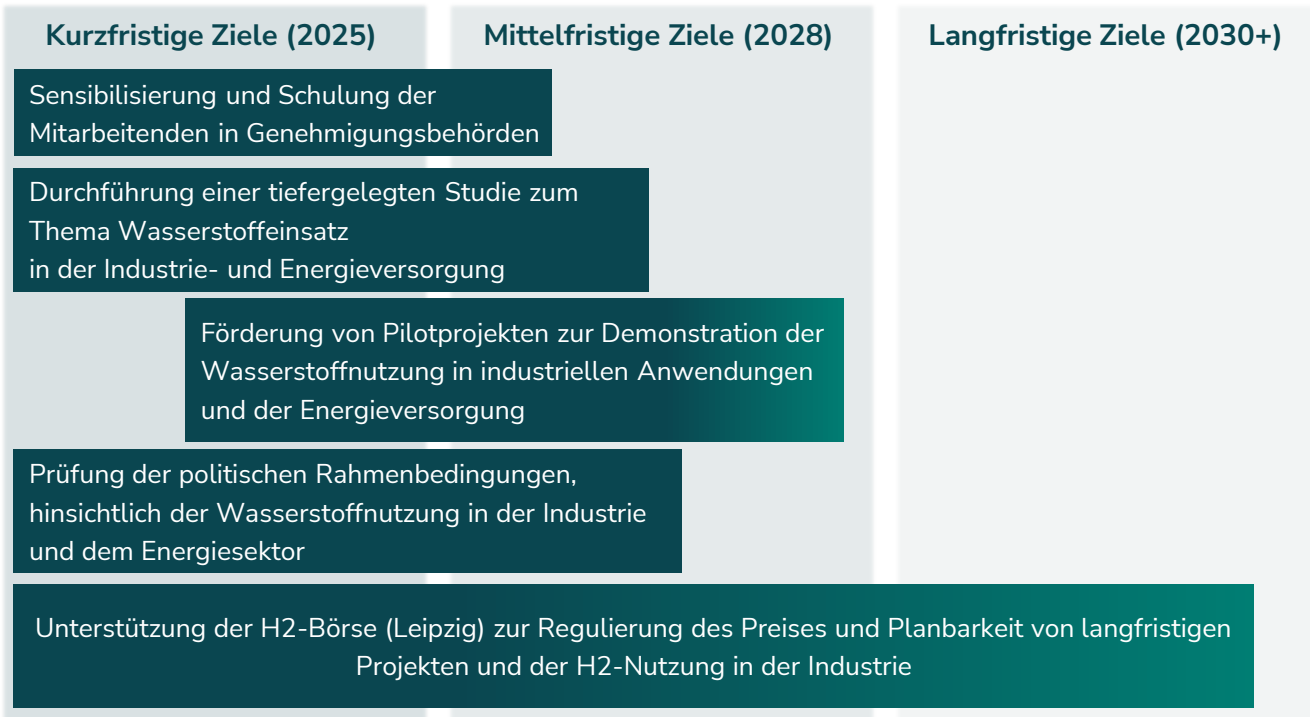 Kurzfristige Ziele (2025)
Mittelfristige Ziele (2028)
Langfristige Ziele (2030+)
Sensibilisierung und Schulung der
Mitarbeitenden in Genehmigungsbehörden
Durchführung einer tiefergelegten Studie zum
Thema Wasserstoffeinsatz
in der Industrie- und Energieversorgung
Förderung von Pilotprojekten zur Demonstration der
Wasserstoffnutzung in industriellen Anwendungen
und der Energieversorgung
Prüfung der politischen Rahmenbedingungen,
hinsichtlich der Wasserstoffnutzung in der Industrie
und dem Energiesektor
Unterstützung der H2-Börse (Leipzig) zur Regulierung des Preises und Planbarkeit von langfristigen
Projekten und der H2-Nutzung in der Industrie